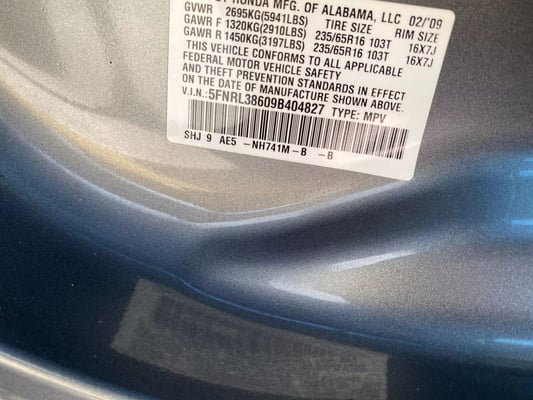 HONDA MFG. OF ALABAMA, LLC 02/'09
GVWR 2695KG(5941LBS) TIRE SIZE RIM SIZE
GAWR F 1320KG(2910LBS) 235/65R16 103T 16X7J
GAWR R 1450KG(3197LBS) 235/65R16 103T 16X7J
THIS VEHICLE CONFORMS TO ALL APPLICABLE
FEDERAL MOTOR VEHICLE SAFETY
AND THEFT PREVENTION STANDARDS IN EFFECT
ON THE DATE OF MANUFACTURE SHOWN ABOVE.
V.I.N.:5FNRL38609B404827 TYPE: MPV
SHJ 9 AE5 -NH741M-B -B